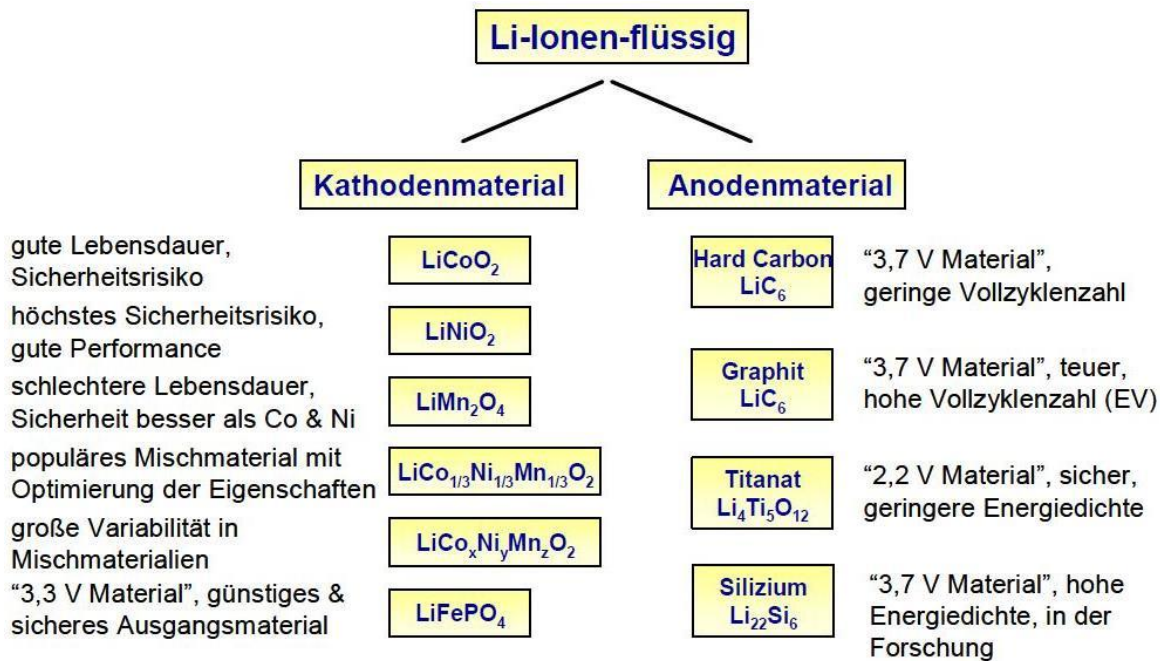 Li-Ionen-flüssig
Kathodenmaterial
gute Lebensdauer,
Sicherheitsrisiko
LiCoO₂
höchstes Sicherheitsrisiko,
gute Performance
LiNiO₂
schlechtere Lebensdauer,
Sicherheit besser als Co & Ni
LiMn₂O₄
populäres Mischmaterial mit
Optimierung der Eigenschaften
LiCo₁/₃Ni₁/₃Mn₁/₃O₂
große Variabilität in
Mischmaterialien
LiCoₓNiᵧMn_zO₂
“3,3 V Material”, günstiges &
sicheres Ausgangsmaterial
LiFePO₄
Anodenmaterial
Hard Carbon
LiC₆
“3,7 V Material”,
geringe Vollzyklenzahl
Graphit
LiC₆
“3,7 V Material”, teuer,
hohe Vollzyklenzahl (EV)
Titanat
Li₄Ti₅O₁₂
“2,2 V Material”, sicher,
geringere Energiedichte
Silizium
Li₂₂Si₆
“3,7 V Material”, hohe
Energiedichte, in der
Forschung